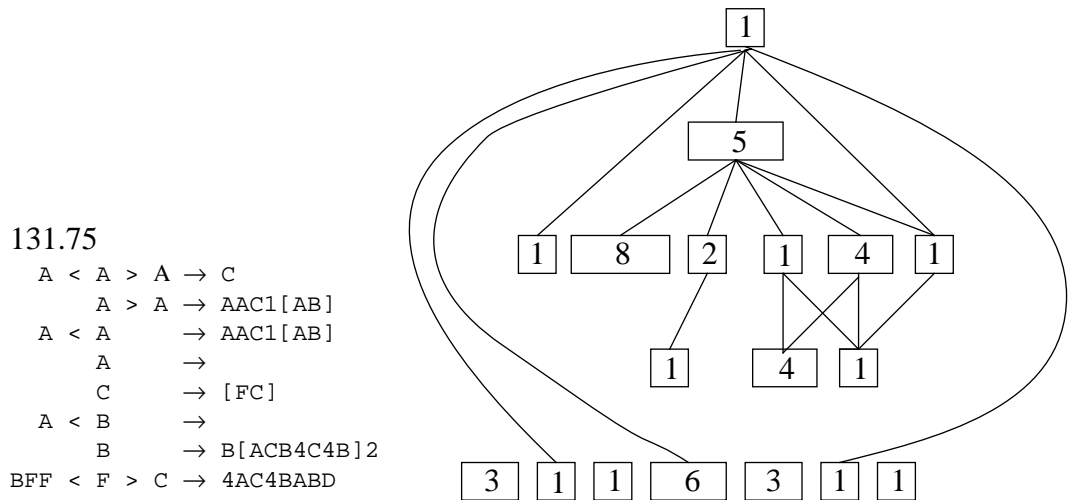 1
5
1 8 2 1 4 1
1 4 1
3 1 1 6 3 1 1
131.75
A < A > A → C
A > A → AAC1[AB]
A < A → AAC1[AB]
A →
C → [FC]
A < B →
B → B[ACB4C4B]2
BFF < F > C → 4AC4BABD